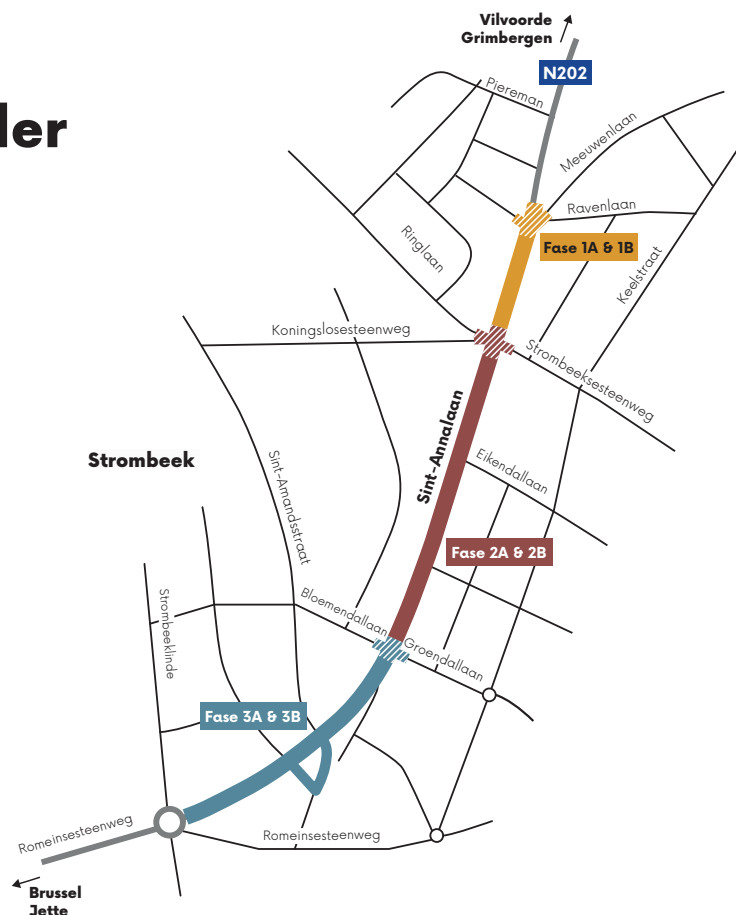 Vilvoorde
Grimbergen
N202
Piereman
der
Meeuwenlaan
Ravenlaan
Ringlaan
Fase 1A & 1B
Keelstraat
Koningslosesteenweg
Strombeeksesteenweg
Sint-Annalaan
Strombeek
Sint-Amandsstraat
Eikendallaan
Fase 2A & 2B
Strombeeklinde
Bloemendallaan
Groendallaan
Fase 3A & 3B
Romeinsesteenweg
Romeinsesteenweg
Brussel
Jette